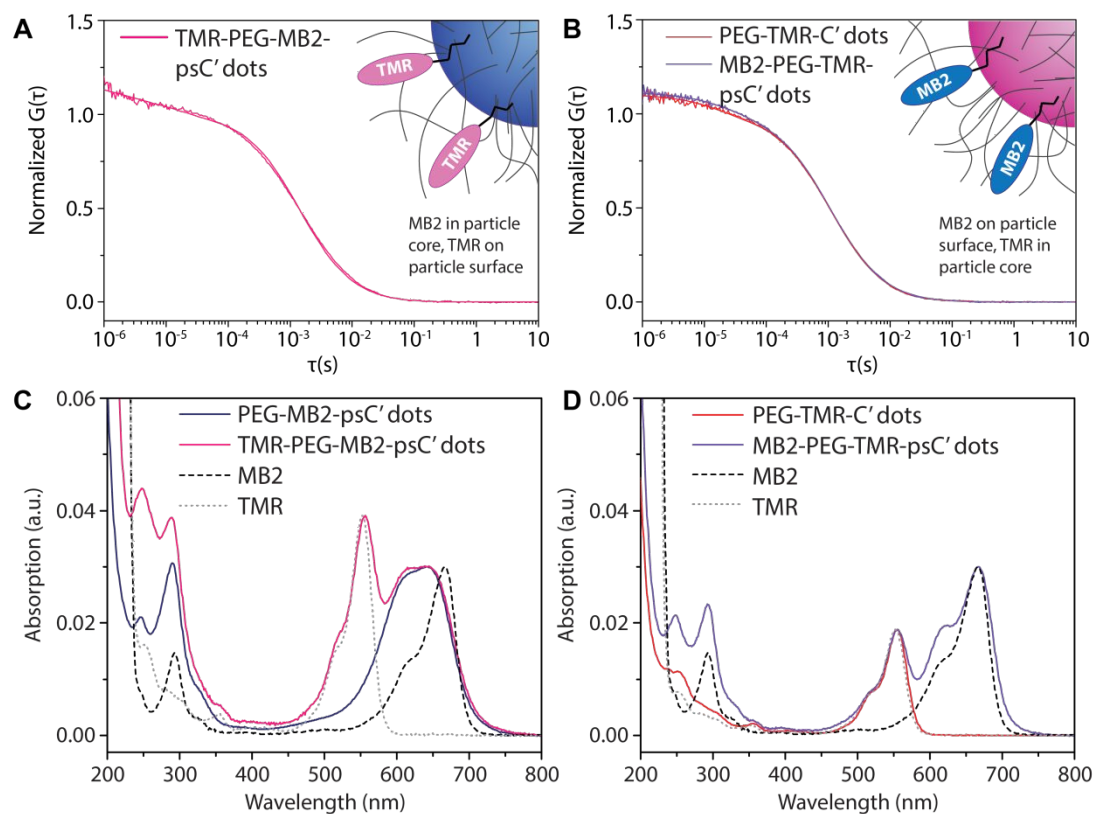 A
1.5
1.0
0.5
0.0
Normalized G(τ)
TMR-PEG-MB2-
psC′ dots
TMR
TMR
MB2 in particle
core, TMR on
particle surface
10⁻⁶ 10⁻⁵ 10⁻⁴ 10⁻³ 10⁻² 10⁻¹ 1 10
τ(s)
B
1.5
1.0
0.5
0.0
Normalized G(τ)
PEG-TMR-C′ dots
MB2-PEG-TMR-
psC′ dots
MB2
MB2
MB2 on particle
surface, TMR in
particle core
10⁻⁶ 10⁻⁵ 10⁻⁴ 10⁻³ 10⁻² 10⁻¹ 1 10
τ(s)
C
0.06
0.04
0.02
0.00
Absorption (a.u.)
PEG-MB2-psC′ dots
TMR-PEG-MB2-psC′ dots
MB2
TMR
200 300 400 500 600 700 800
Wavelength (nm)
D
0.06
0.04
0.02
0.00
Absorption (a.u.)
PEG-TMR-C′ dots
MB2-PEG-TMR-psC′ dots
MB2
TMR
200 300 400 500 600 700 800
Wavelength (nm)